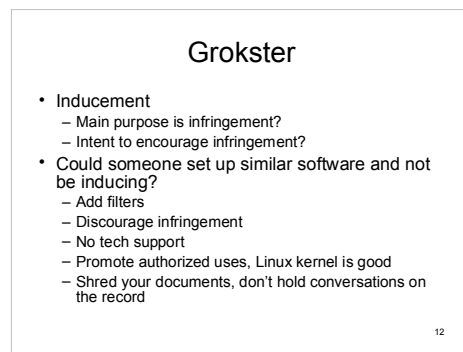 Grokster
• Inducement
– Main purpose is infringement?
– Intent to encourage infringement?
• Could someone set up similar software and not
be inducing?
– Add filters
– Discourage infringement
– No tech support
– Promote authorized uses, Linux kernel is good
– Shred your documents, don't hold conversations on
the record
12